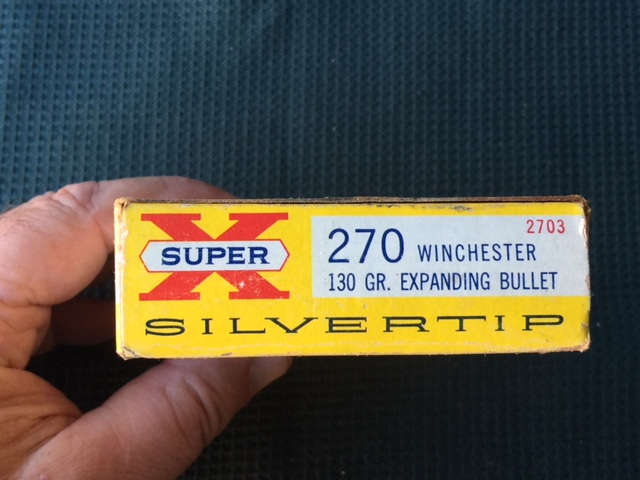 SUPER X
2703
270 WINCHESTER
130 GR. EXPANDING BULLET
SILVERTIP